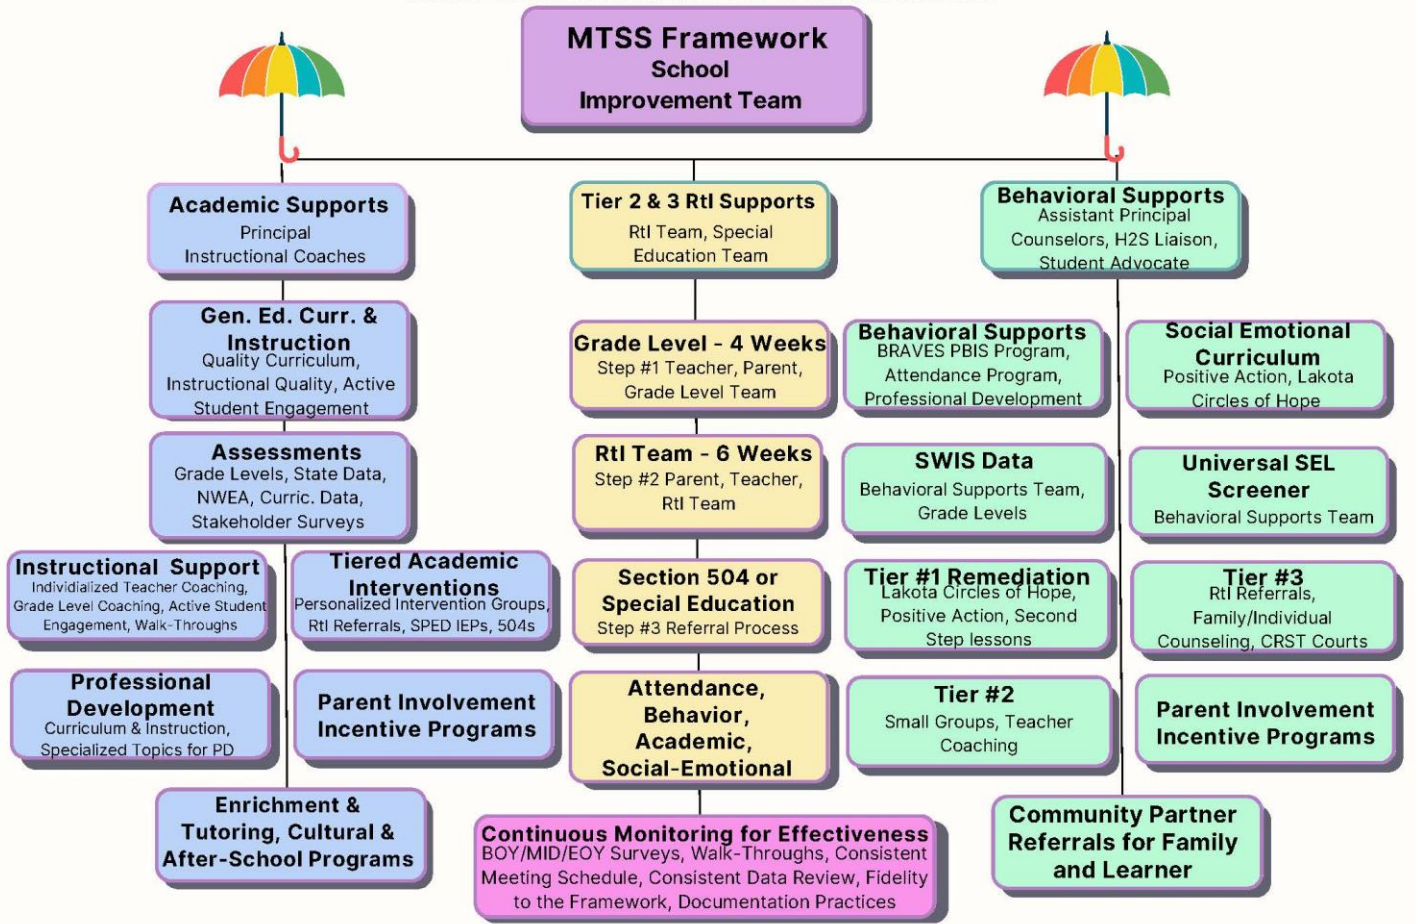 MTSS Framework
School
Improvement Team
Academic Supports
Principal
Instructional Coaches
Gen. Ed. Curr. &
Instruction
Quality Curriculum,
Instructional Quality, Active
Student Engagement
Assessments
Grade Levels, State Data,
NWEA, Curric. Data,
Stakeholder Surveys
Instructional Support
Individialized Teacher Coaching,
Grade Level Coaching, Active Student
Engagement, Walk-Throughs
Tiered Academic
Interventions
Personalized Intervention Groups,
RtI Referrals, SPED IEPs, 504s
Professional
Development
Curriculum & Instruction,
Specialized Topics for PD
Parent Involvement
Incentive Programs
Enrichment &
Tutoring, Cultural &
After-School Programs
Tier 2 & 3 RtI Supports
RtI Team, Special
Education Team
Grade Level - 4 Weeks
Step #1 Teacher, Parent,
Grade Level Team
RtI Team - 6 Weeks
Step #2 Parent, Teacher,
RtI Team
Section 504 or
Special Education
Step #3 Referral Process
Attendance,
Behavior,
Academic,
Social-Emotional
Continuous Monitoring for Effectiveness
BOY/MID/EOY Surveys, Walk-Throughs, Consistent
Meeting Schedule, Consistent Data Review, Fidelity
to the Framework, Documentation Practices
Behavioral Supports
Assistant Principal
Counselors, H2S Liaison,
Student Advocate
Behavioral Supports
BRAVES PBIS Program,
Attendance Program,
Professional Development
Social Emotional
Curriculum
Positive Action, Lakota
Circles of Hope
SWIS Data
Behavioral Supports Team,
Grade Levels
Universal SEL
Screener
Behavioral Supports Team
Tier #1 Remediation
Lakota Circles of Hope,
Positive Action, Second
Step lessons
Tier #3
RtI Referrals,
Family/Individual
Counseling, CRST Courts
Tier #2
Small Groups, Teacher
Coaching
Parent Involvement
Incentive Programs
Community Partner
Referrals for Family
and Learner